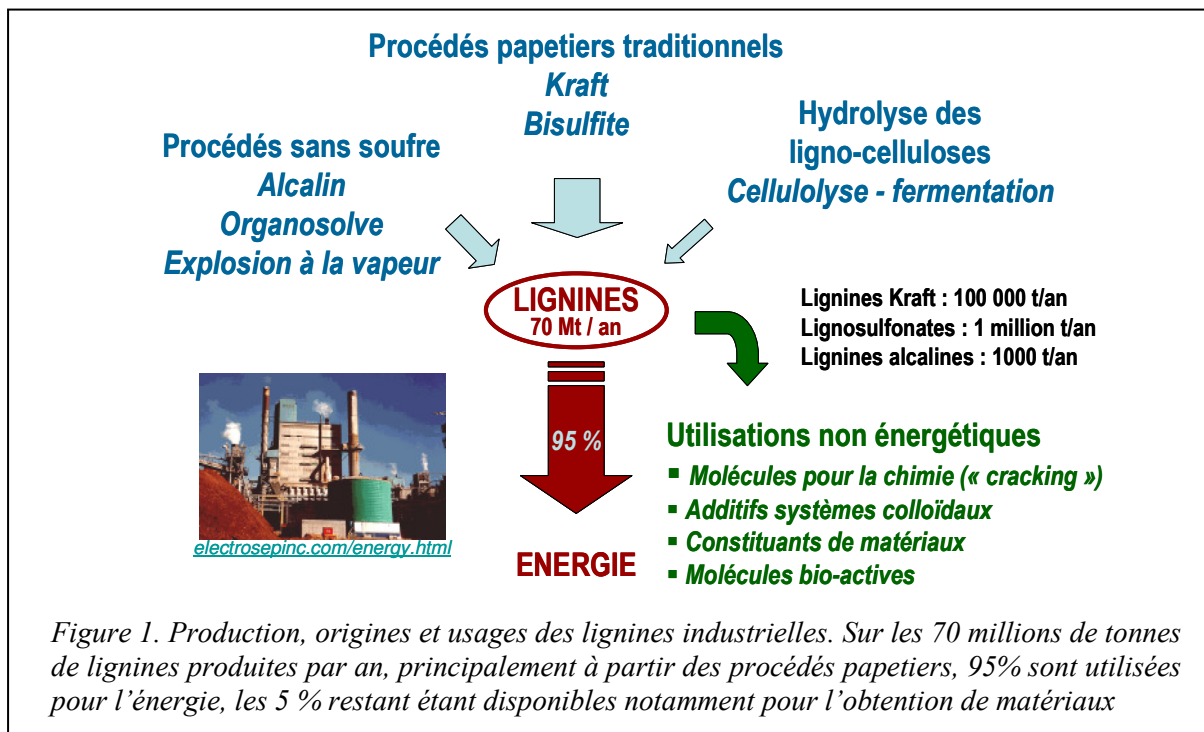 Procédés papetiers traditionnels
Kraft
Bisulfite
Procédés sans soufre
Alcalin
Organosolve
Explosion à la vapeur
Hydrolyse des
ligno-celluloses
Cellulolyse - fermentation
LIGNINES
70 Mt / an
Lignines Kraft : 100 000 t/an
Lignosulfonates : 1 million t/an
Lignines alcalines : 1000 t/an
95 %
electrosepinc.com/energy.html
ENERGIE
Utilisations non énergétiques
▪ Molécules pour la chimie (« cracking »)
▪ Additifs systèmes colloïdaux
▪ Constituants de matériaux
▪ Molécules bio-actives
Figure 1. Production, origines et usages des lignines industrielles. Sur les 70 millions de tonnes
de lignines produites par an, principalement à partir des procédés papetiers, 95% sont utilisées
pour l’énergie, les 5 % restant étant disponibles notamment pour l’obtention de matériaux